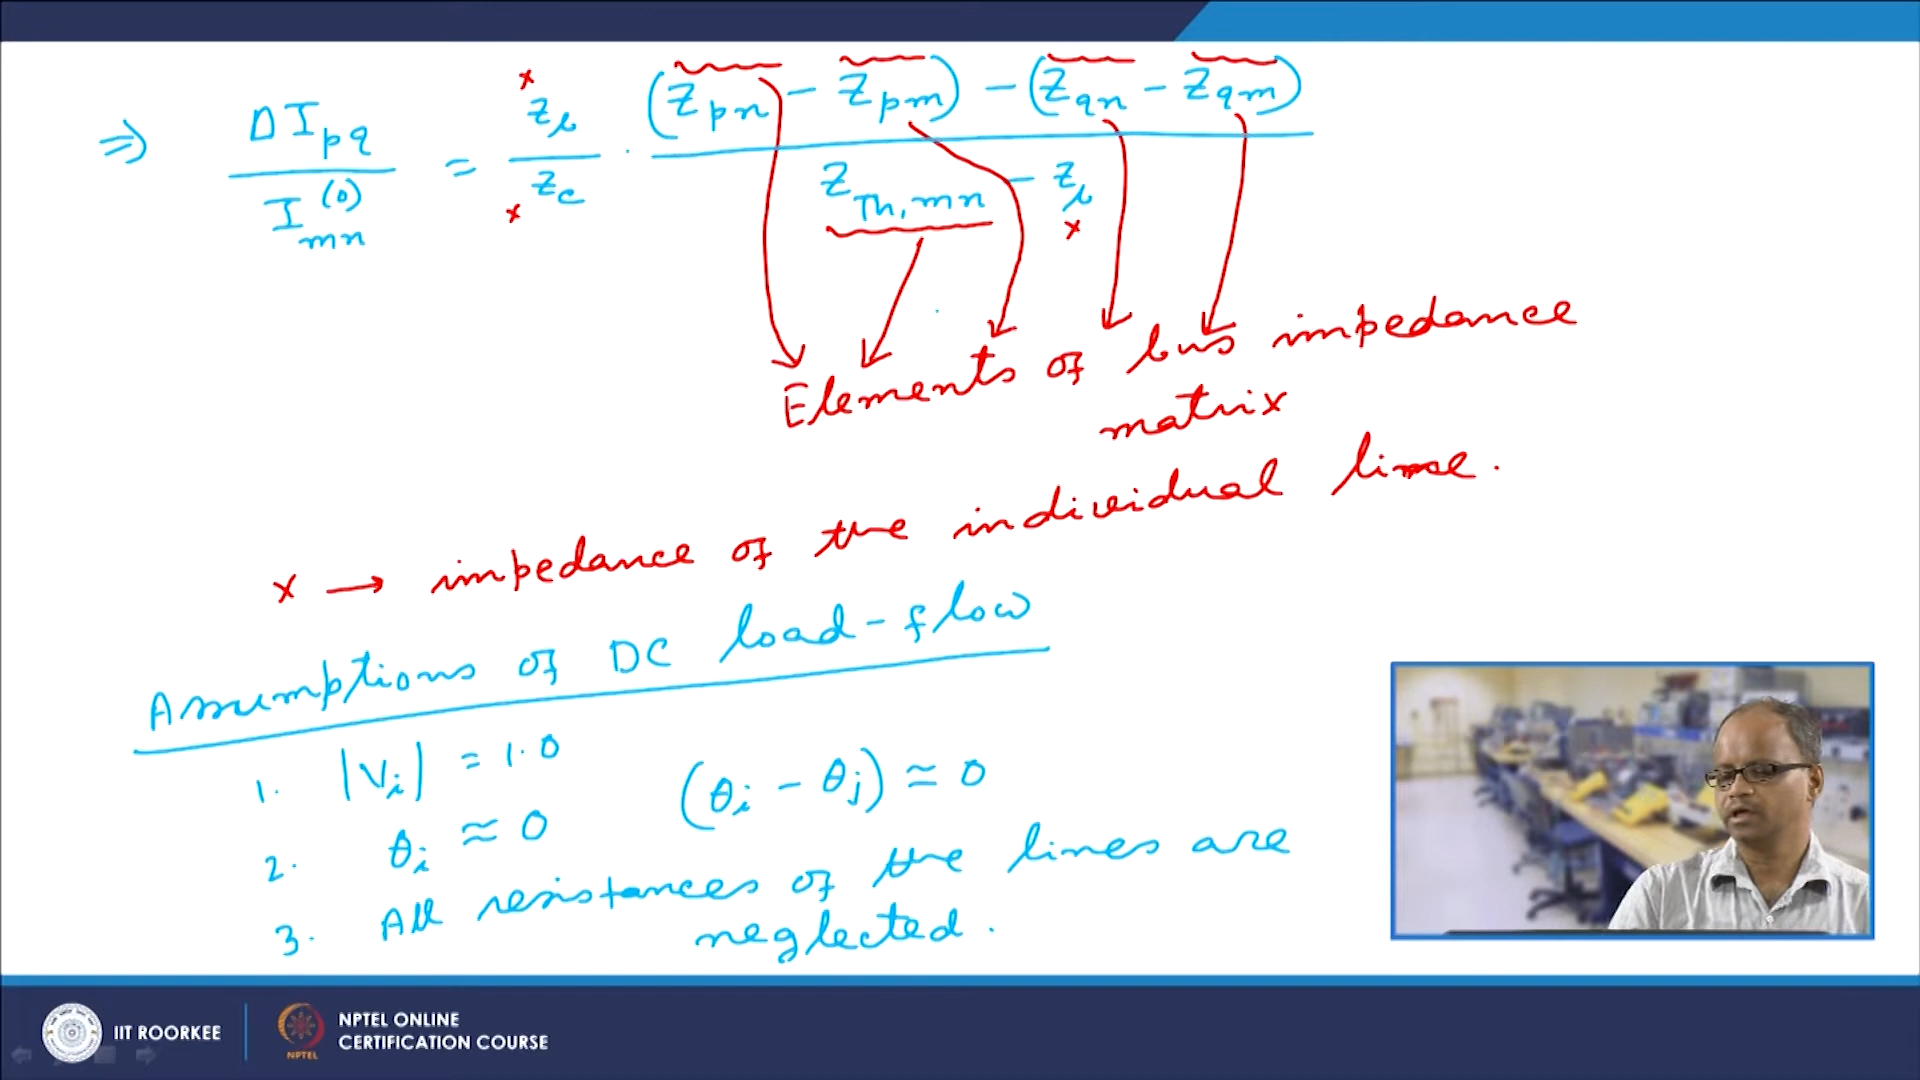 ⇒ ΔI_pq / I_mn^(0) = z_b / z_c · ((Z_pn - Z_pm) - (Z_qn - Z_qm)) / (Z_Th,mn - z_b)
x x x
Elements of bus impedance
matrix
x → impedance of the individual line.
Assumptions of DC load-flow
1. |V_i| = 1.0
2. θ_i ≈ 0 (θ_i - θ_j) ≈ 0
3. All resistances of the lines are
neglected.
IIT ROORKEE
NPTEL
NPTEL ONLINE
CERTIFICATION COURSE